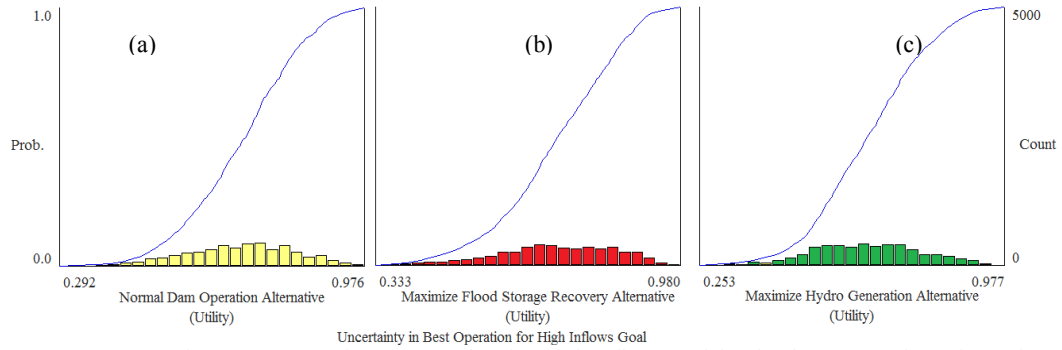 1.0
(a)
(b)
(c)
5000
Prob.
Count
0.0
0
0.292
0.976
0.333
0.980
0.253
0.977
Normal Dam Operation Alternative
(Utility)
Maximize Flood Storage Recovery Alternative
(Utility)
Maximize Hydro Generation Alternative
(Utility)
Uncertainty in Best Operation for High Inflows Goal